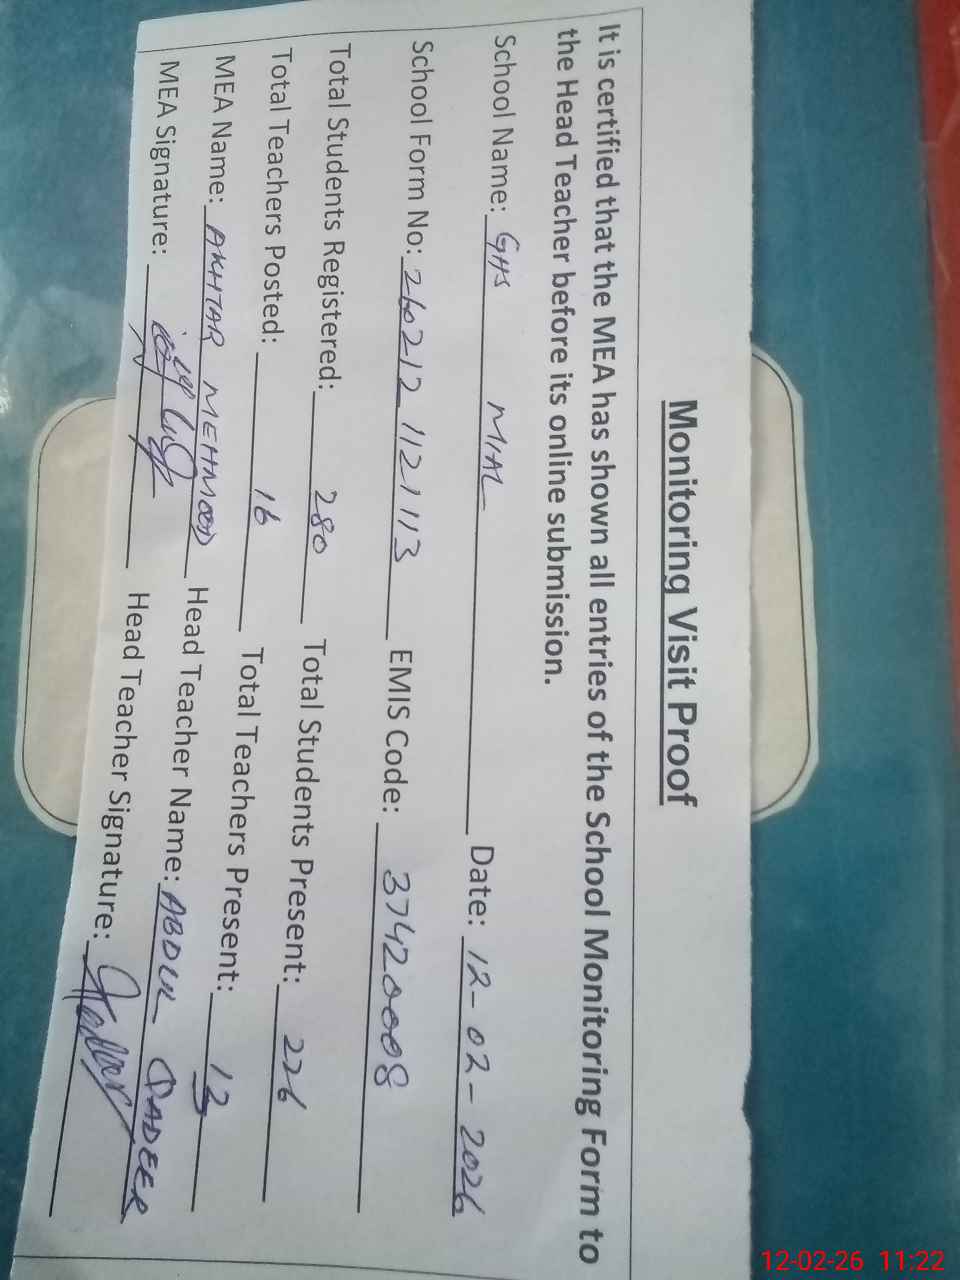 Monitoring Visit Proof
It is certified that the MEA has shown all entries of the School Monitoring Form to
the Head Teacher before its online submission.
School Name: GHS MIAL Date: 12-02-2026
School Form No: 260212 112113 EMIS Code: 37420008
Total Students Registered: 280 Total Students Present: 226
Total Teachers Posted: 16 Total Teachers Present: 12
MEA Name: AKHTAR MEHMOOD Head Teacher Name: ABDUL QADEER
MEA Signature: Head Teacher Signature:
12-02-26 11:22